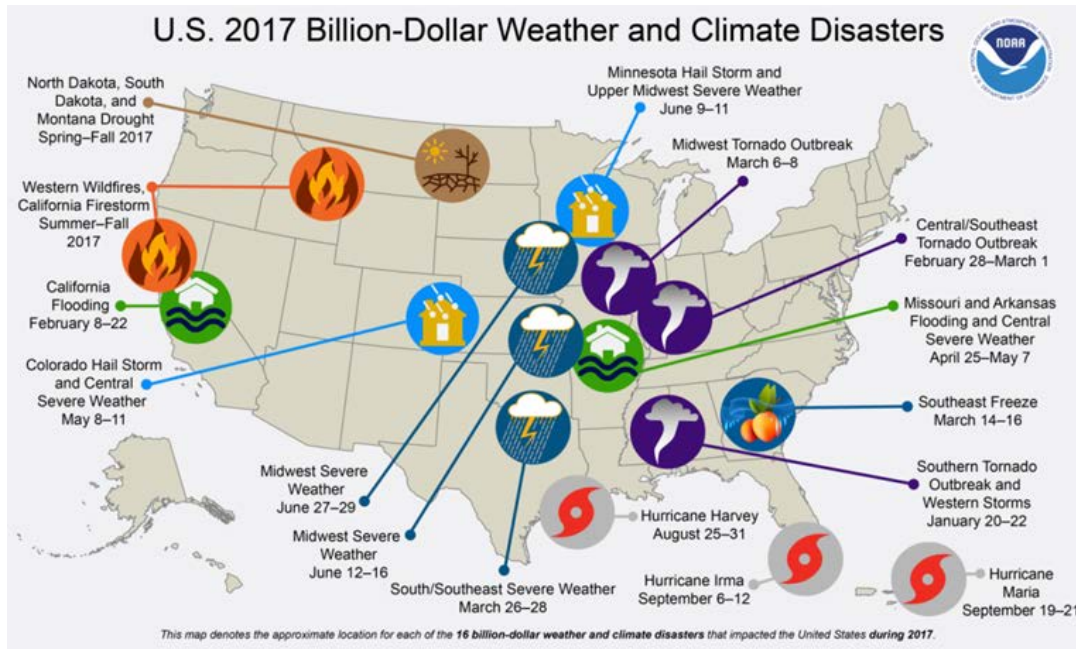 U.S. 2017 Billion-Dollar Weather and Climate Disasters
NOAA
North Dakota, South
Dakota, and
Montana Drought
Spring–Fall 2017
Minnesota Hail Storm and
Upper Midwest Severe Weather
June 9–11
Midwest Tornado Outbreak
March 6–8
Western Wildfires,
California Firestorm
Summer–Fall
2017
Central/Southeast
Tornado Outbreak
February 28–March 1
California
Flooding
February 8–22
Missouri and Arkansas
Flooding and Central
Severe Weather
April 25–May 7
Colorado Hail Storm
and Central
Severe Weather
May 8–11
Southeast Freeze
March 14–16
Midwest Severe
Weather
June 27–29
Southern Tornado
Outbreak and
Western Storms
January 20–22
Midwest Severe
Weather
June 12–16
Hurricane Harvey
August 25–31
South/Southeast Severe Weather
March 26–28
Hurricane Irma
September 6–12
Hurricane
Maria
September 19–21
This map denotes the approximate location for each of the 16 billion-dollar weather and climate disasters that impacted the United States during 2017.